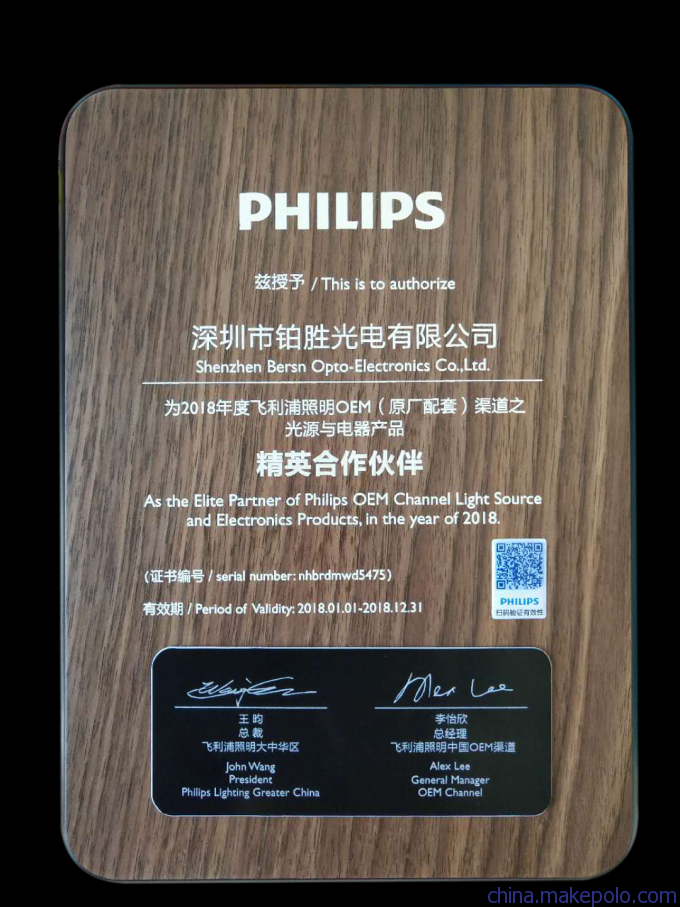 PHILIPS
兹授予 / This is to authorize
深圳市铂胜光电有限公司
Shenzhen Bersn Opto-Electronics Co.,Ltd.
为2018年度飞利浦照明OEM（原厂配套）渠道之
光源与电器产品
精英合作伙伴
As the Elite Partner of Philips OEM Channel Light Source
and Electronics Products, in the year of 2018.
（证书编号 / serial number: nhbrdmwd5475）
有效期 / Period of Validity: 2018.01.01-2018.12.31
PHILIPS
扫码验证有效性
王 昀
总 裁
飞利浦照明大中华区
John Wang
President
Philips Lighting Greater China
Alex Lee
李怡欣
总经理
飞利浦照明中国OEM渠道
Alex Lee
General Manager
OEM Channel
china.makepolo.com